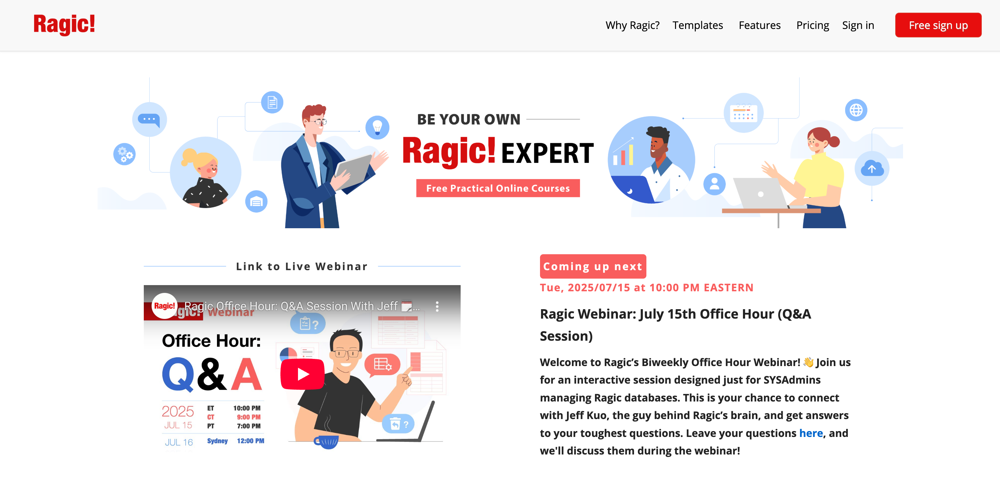 Ragic!
Why Ragic? Templates Features Pricing Sign in Free sign up
BE YOUR OWN
Ragic! EXPERT
Free Practical Online Courses
Link to Live Webinar
Ragic! Ragic Office Hour: Q&A Session With Jeff 🗓️...
Webinar
Office Hour:
Q&A
2025
JUL 15
ET 10:00 PM
CT 9:00 PM
PT 7:00 PM
JUL 16 Sydney 12:00 PM
?
?
Coming up next
Tue, 2025/07/15 at 10:00 PM EASTERN
Ragic Webinar: July 15th Office Hour (Q&A
Session)
Welcome to Ragic’s Biweekly Office Hour Webinar! 👋 Join us
for an interactive session designed just for SYSAdmins
managing Ragic databases. This is your chance to connect
with Jeff Kuo, the guy behind Ragic’s brain, and get answers
to your toughest questions. Leave your questions here, and
we'll discuss them during the webinar!